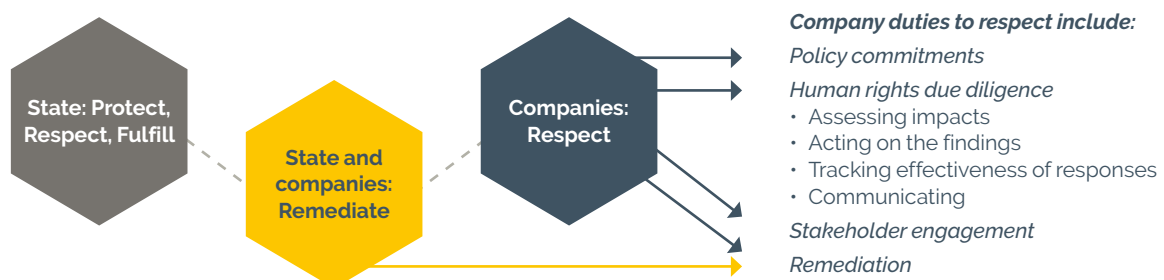 State: Protect,
Respect, Fulfill
State and
companies:
Remediate
Companies:
Respect
Company duties to respect include:
Policy commitments
Human rights due diligence
• Assessing impacts
• Acting on the findings
• Tracking effectiveness of responses
• Communicating
Stakeholder engagement
Remediation